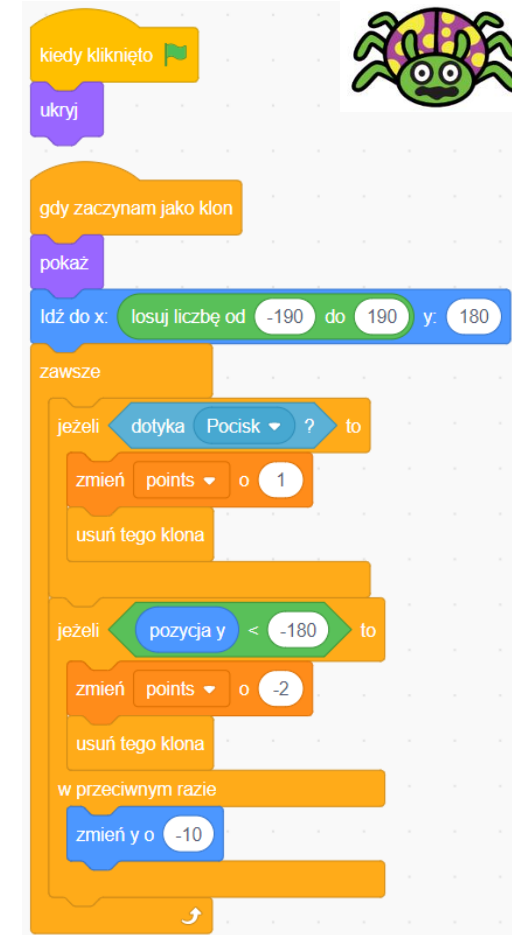 kiedy kliknięto
ukryj
gdy zaczynam jako klon
pokaż
Idź do x: losuj liczbę od -190 do 190 y: 180
zawsze
jeżeli dotyka Pocisk ? to
zmień points o 1
usuń tego klona
jeżeli pozycja y < -180 to
zmień points o -2
usuń tego klona
w przeciwnym razie
zmień y o -10